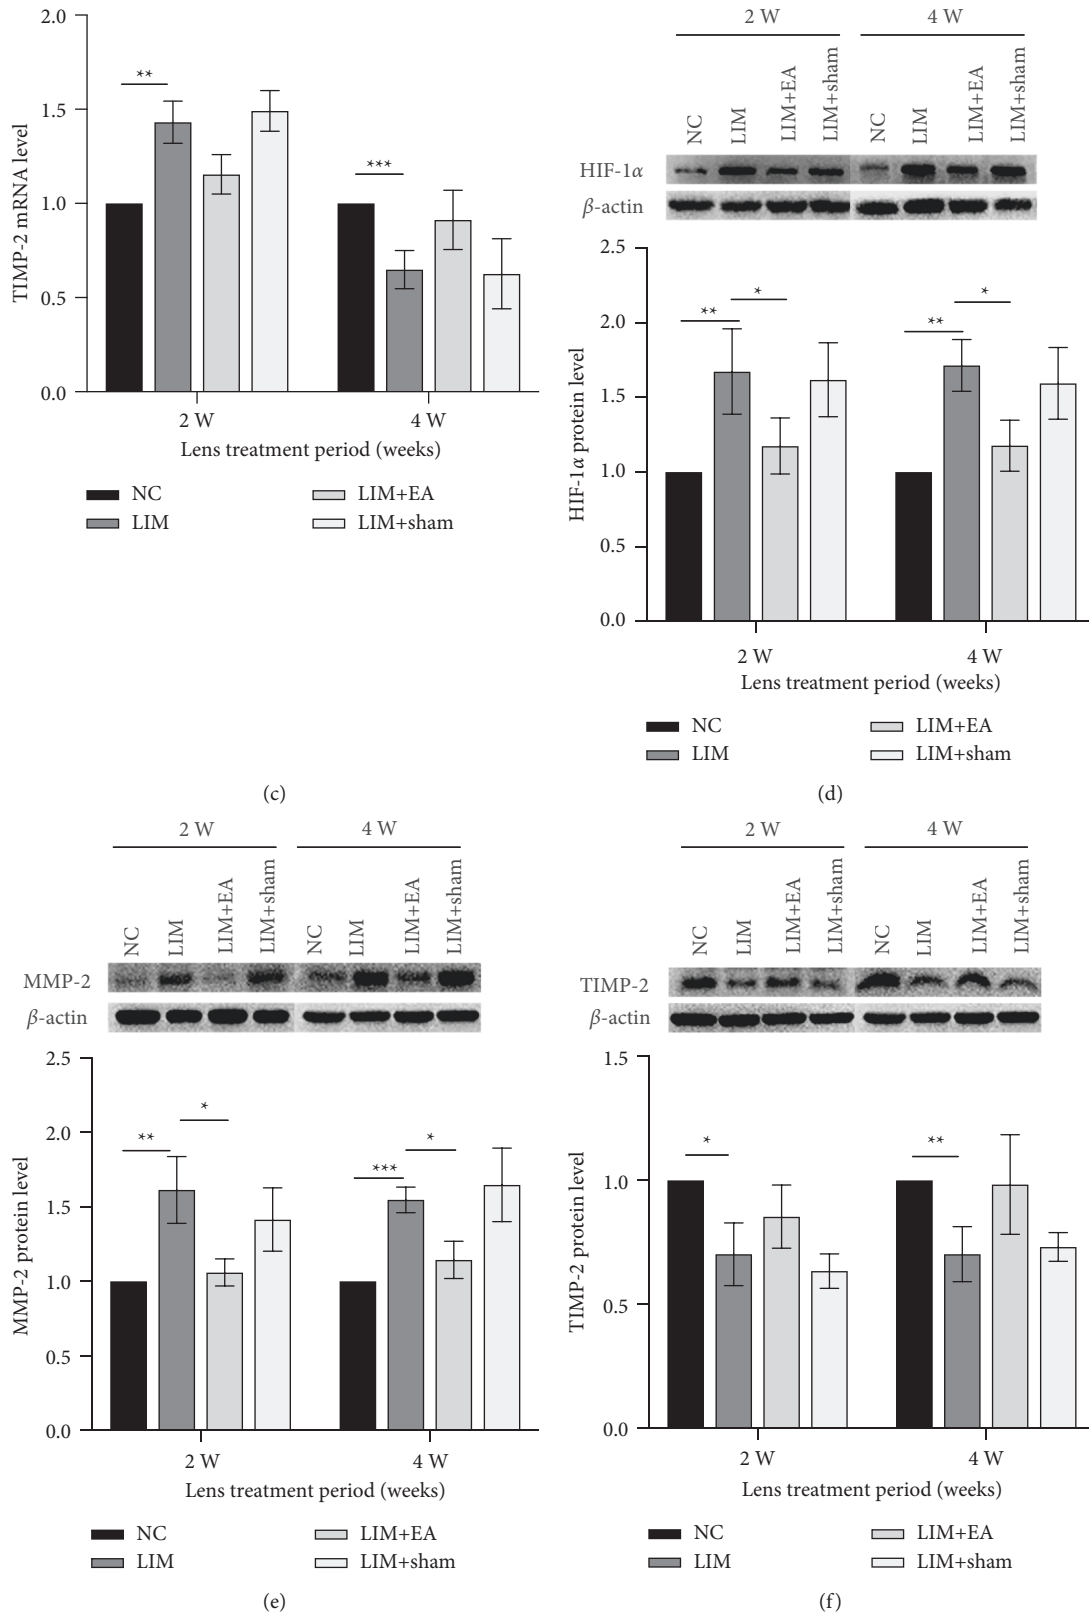 2.0
1.5
1.0
0.5
0.0
TIMP-2 mRNA level
**
***
2 W
4 W
Lens treatment period (weeks)
NC
LIM
LIM+EA
LIM+sham
(c)
2 W
4 W
NC
LIM
LIM+EA
LIM+sham
NC
LIM
LIM+EA
LIM+sham
HIF-1α
β-actin
2.5
2.0
1.5
1.0
0.5
0.0
HIF-1α protein level
**
*
**
*
2 W
4 W
Lens treatment period (weeks)
NC
LIM
LIM+EA
LIM+sham
(d)
2 W
4 W
NC
LIM
LIM+EA
LIM+sham
NC
LIM
LIM+EA
LIM+sham
MMP-2
β-actin
2.5
2.0
1.5
1.0
0.5
0.0
MMP-2 protein level
**
*
***
*
2 W
4 W
Lens treatment period (weeks)
NC
LIM
LIM+EA
LIM+sham
(e)
2 W
4 W
NC
LIM
LIM+EA
LIM+sham
NC
LIM
LIM+EA
LIM+sham
TIMP-2
β-actin
1.5
1.0
0.5
0.0
TIMP-2 protein level
*
**
2 W
4 W
Lens treatment period (weeks)
NC
LIM
LIM+EA
LIM+sham
(f)